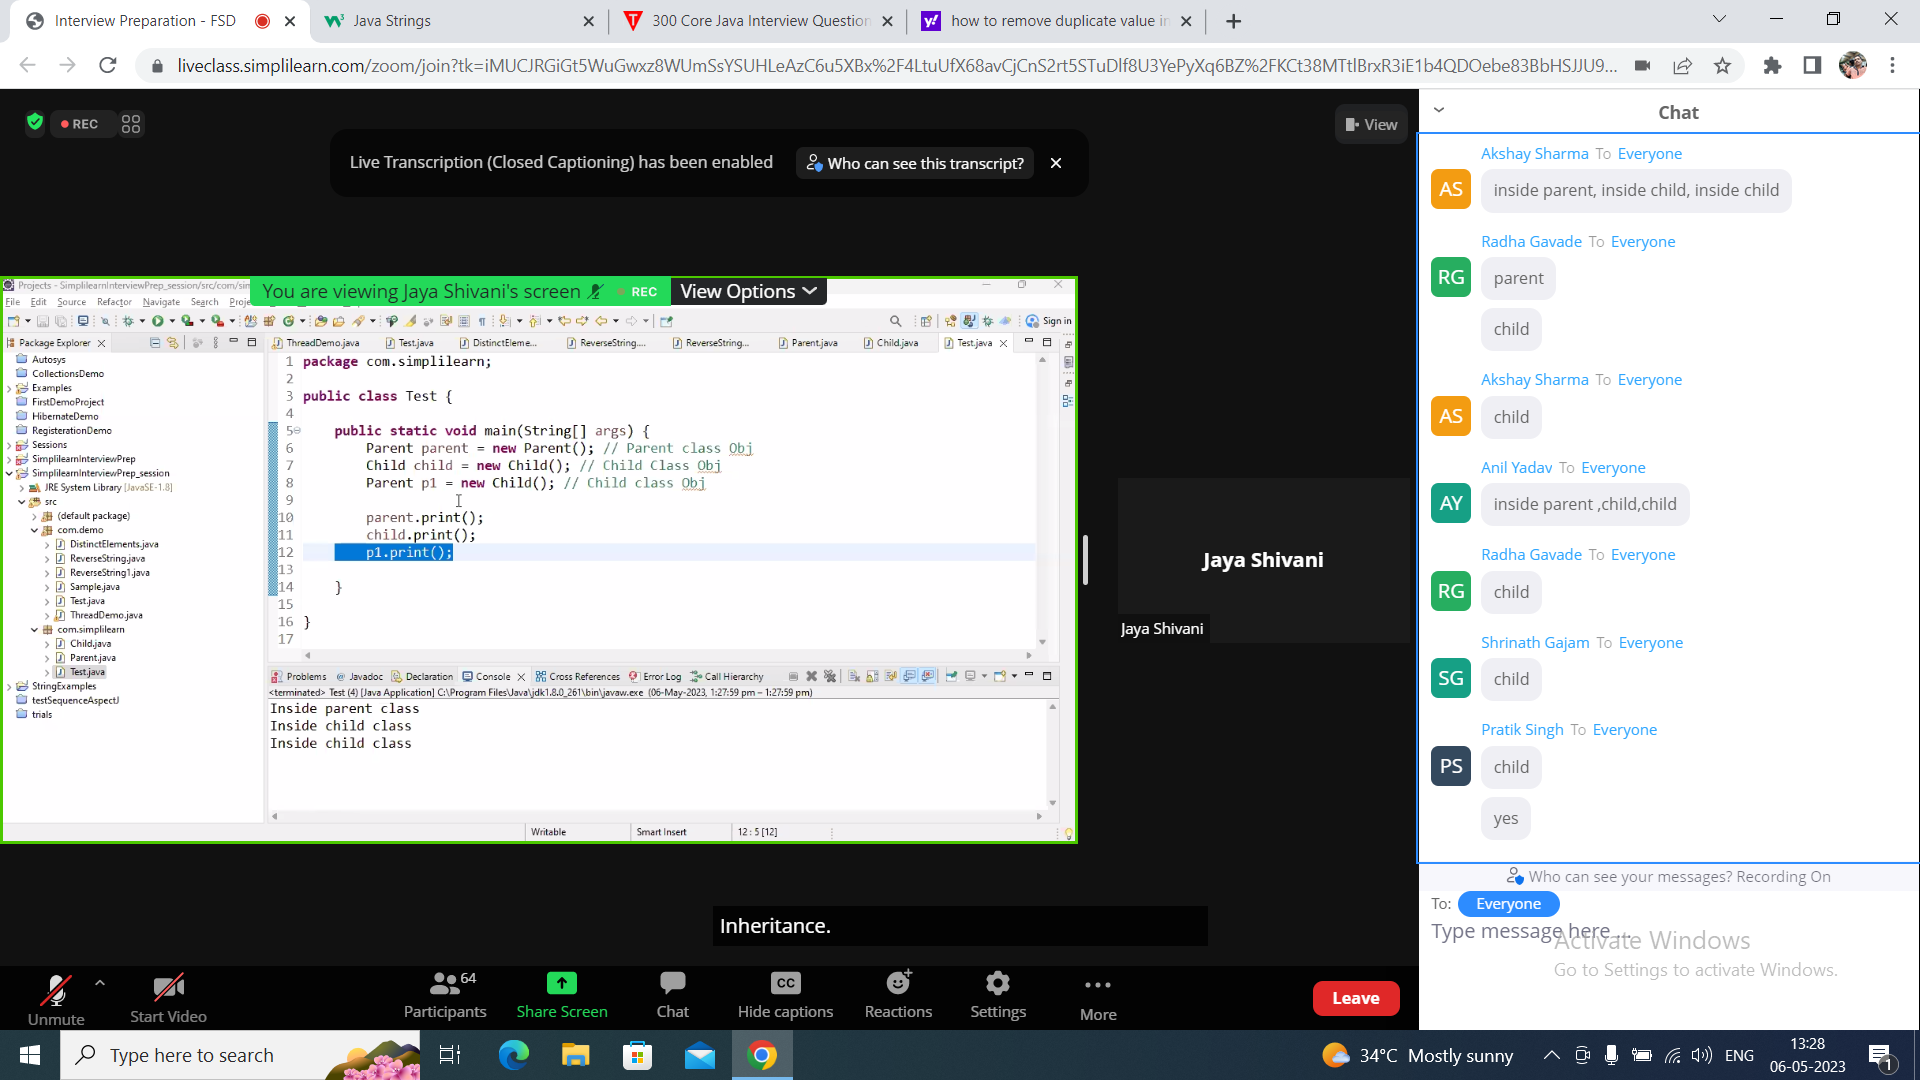 Interview Preparation - FSD
Java Strings
300 Core Java Interview Question
how to remove duplicate value in
liveclass.simplilearn.com/zoom/join?tk=iMUCJRGiGt5WuGwxz8WUmSsYSUHLeAzC6u5XBx%2F4LtuUfX68avCjCnS2rt5STuDlf8U3YePyXq6BZ%2FKCt38MTtlBrxR3iE1b4QDOebe83BbHSJJU9...
REC
Live Transcription (Closed Captioning) has been enabled
Who can see this transcript?
View
Projects - SimplilearnInterviewPrep_session/src/com/sim
You are viewing Jaya Shivani's screen
REC
View Options
File Edit Source Refactor Navigate Search Proje
Sign in
Package Explorer
ThreadDemo.java
Test.java
DistinctEleme...
ReverseString....
ReverseString...
Parent.java
Child.java
Test.java
Autosys
CollectionsDemo
Examples
FirstDemoProject
HibernateDemo
RegisterationDemo
Sessions
SimplilearnInterviewPrep
SimplilearnInterviewPrep_session
JRE System Library [JavaSE-1.8]
src
(default package)
com.demo
DistinctElements.java
ReverseString.java
ReverseString1.java
Sample.java
Test.java
ThreadDemo.java
com.simplilearn
Child.java
Parent.java
Test.java
StringExamples
testSequenceAspectJ
trials
1 package com.simplilearn;
2
3 public class Test {
4
5 public static void main(String[] args) {
6 Parent parent = new Parent(); // Parent class Obj
7 Child child = new Child(); // Child Class Obj
8 Parent p1 = new Child(); // Child class Obj
9
10 parent.print();
11 child.print();
12 p1.print();
13
14 }
15
16 }
17
Problems @ Javadoc Declaration Console Cross References Error Log Call Hierarchy
<terminated> Test (4) [Java Application] C:\Program Files\Java\jdk1.8.0_261\bin\javaw.exe (06-May-2023, 1:27:59 pm – 1:27:59 pm)
Inside parent class
Inside child class
Inside child class
Writable
Smart Insert
12 : 5 [12]
Jaya Shivani
Jaya Shivani
Inheritance.
Chat
Akshay Sharma To Everyone
AS
inside parent, inside child, inside child
Radha Gavade To Everyone
RG
parent
child
Akshay Sharma To Everyone
AS
child
Anil Yadav To Everyone
AY
inside parent ,child,child
Radha Gavade To Everyone
RG
child
Shrinath Gajam To Everyone
SG
child
Pratik Singh To Everyone
PS
child
yes
Who can see your messages? Recording On
To: Everyone
Type message here ...
Activate Windows
Go to Settings to activate Windows.
Unmute
Start Video
64
Participants
Share Screen
Chat
CC
Hide captions
Reactions
Settings
More
Leave
Type here to search
34°C Mostly sunny
ENG
13:28
06-05-2023
1